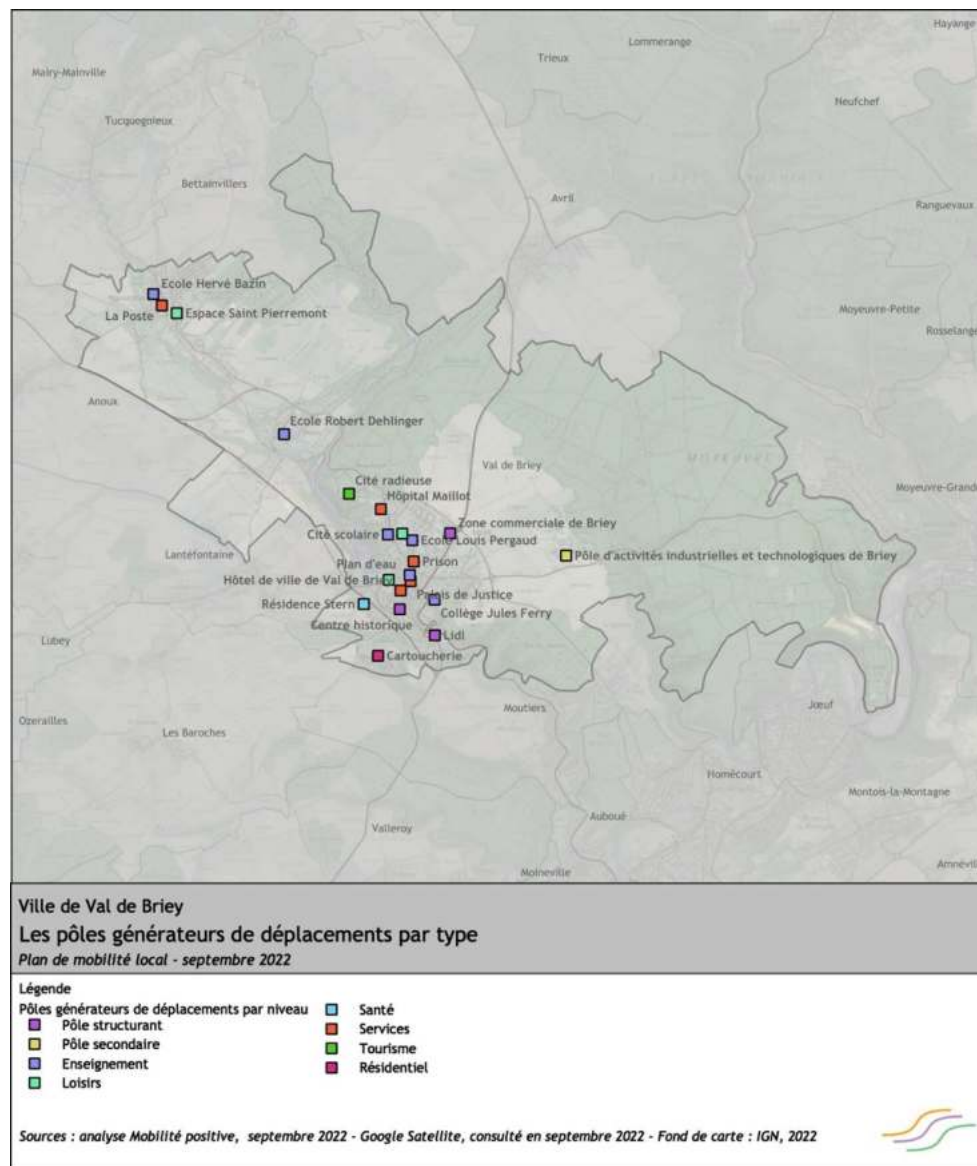 Hayange
Lommerange
Trieux
Mairy-Mainville
Neufchef
Tucquegnieux
Bettainvillers
Avril
Ranguevaux
Ecole Hervé Bazin
La Poste
Espace Saint Pierremont
Moyeuvre-Petite
Rosselange
Anoux
Ecole Robert Dehlinger
Val de Briey
Cité radieuse
Hôpital Maillot
Moyeuvre-Grand
Zone commerciale de Briey
Cité scolaire
Ecole Louis Pergaud
Lantéfontaine
Pôle d'activités industrielles et technologiques de Briey
Plan d'eau
Prison
Hôtel de ville de Val de Briey
Palais de Justice
Résidence Stern
Collège Jules Ferry
Centre historique
Lubey
Lidl
Cartoucherie
Moutiers
Jœuf
Ozerailles
Les Baroches
Homécourt
Montois-la-Montagne
Auboué
Valleroy
Moineville
Amnévil
Ville de Val de Briey
Les pôles générateurs de déplacements par type
Plan de mobilité local - septembre 2022
Légende
Pôles générateurs de déplacements par niveau
Pôle structurant
Pôle secondaire
Enseignement
Loisirs
Santé
Services
Tourisme
Résidentiel
Sources : analyse Mobilité positive, septembre 2022 - Google Satellite, consulté en septembre 2022 - Fond de carte : IGN, 2022